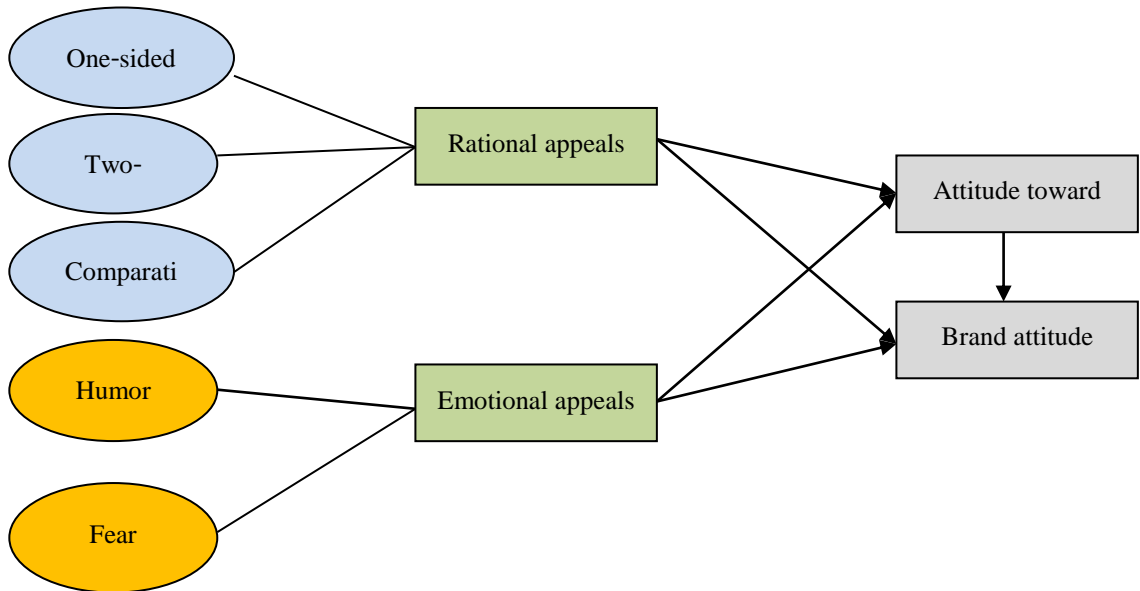 One-sided
Two-
Comparati
Humor
Fear
Rational appeals
Emotional appeals
Attitude toward
Brand attitude